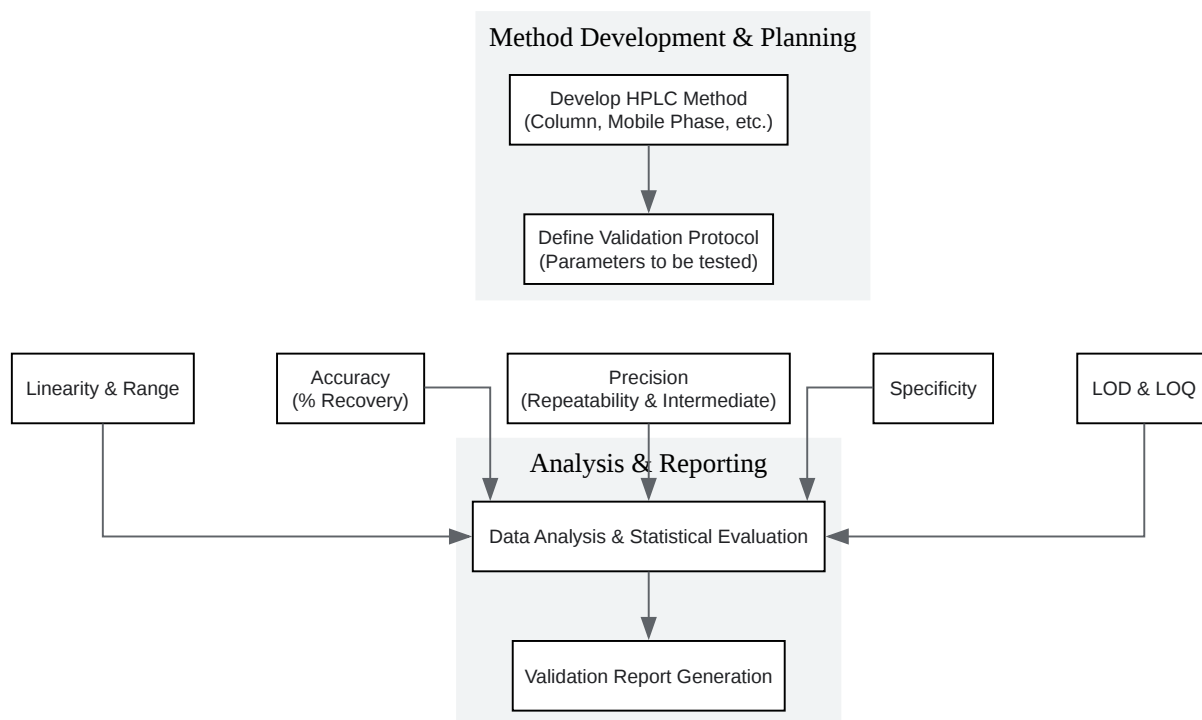 Method Development & Planning
Develop HPLC Method
(Column, Mobile Phase, etc.)
Define Validation Protocol
(Parameters to be tested)
Linearity & Range
Accuracy
(% Recovery)
Precision
(Repeatability & Intermediate)
Specificity
LOD & LOQ
Analysis & Reporting
Data Analysis & Statistical Evaluation
Validation Report Generation